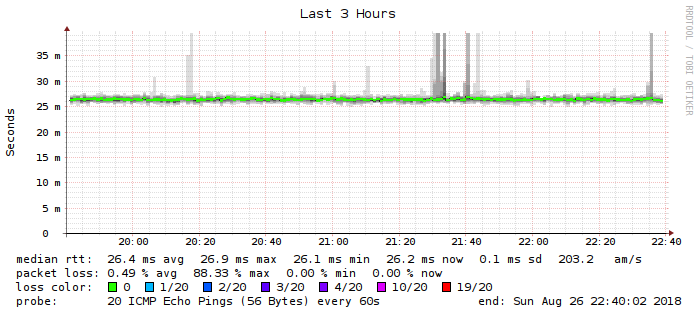 Last 3 Hours
RRDTOOL / TOBI OETIKER
Seconds
35 m
30 m
25 m
20 m
15 m
10 m
5 m
0
20:00 20:20 20:40 21:00 21:20 21:40 22:00 22:20 22:40
median rtt: 26.4 ms avg 26.9 ms max 26.1 ms min 26.2 ms now 0.1 ms sd 203.2 am/s
packet loss: 0.49 % avg 88.33 % max 0.00 % min 0.00 % now
loss color: 0 1/20 2/20 3/20 4/20 10/20 19/20
probe: 20 ICMP Echo Pings (56 Bytes) every 60s end: Sun Aug 26 22:40:02 2018